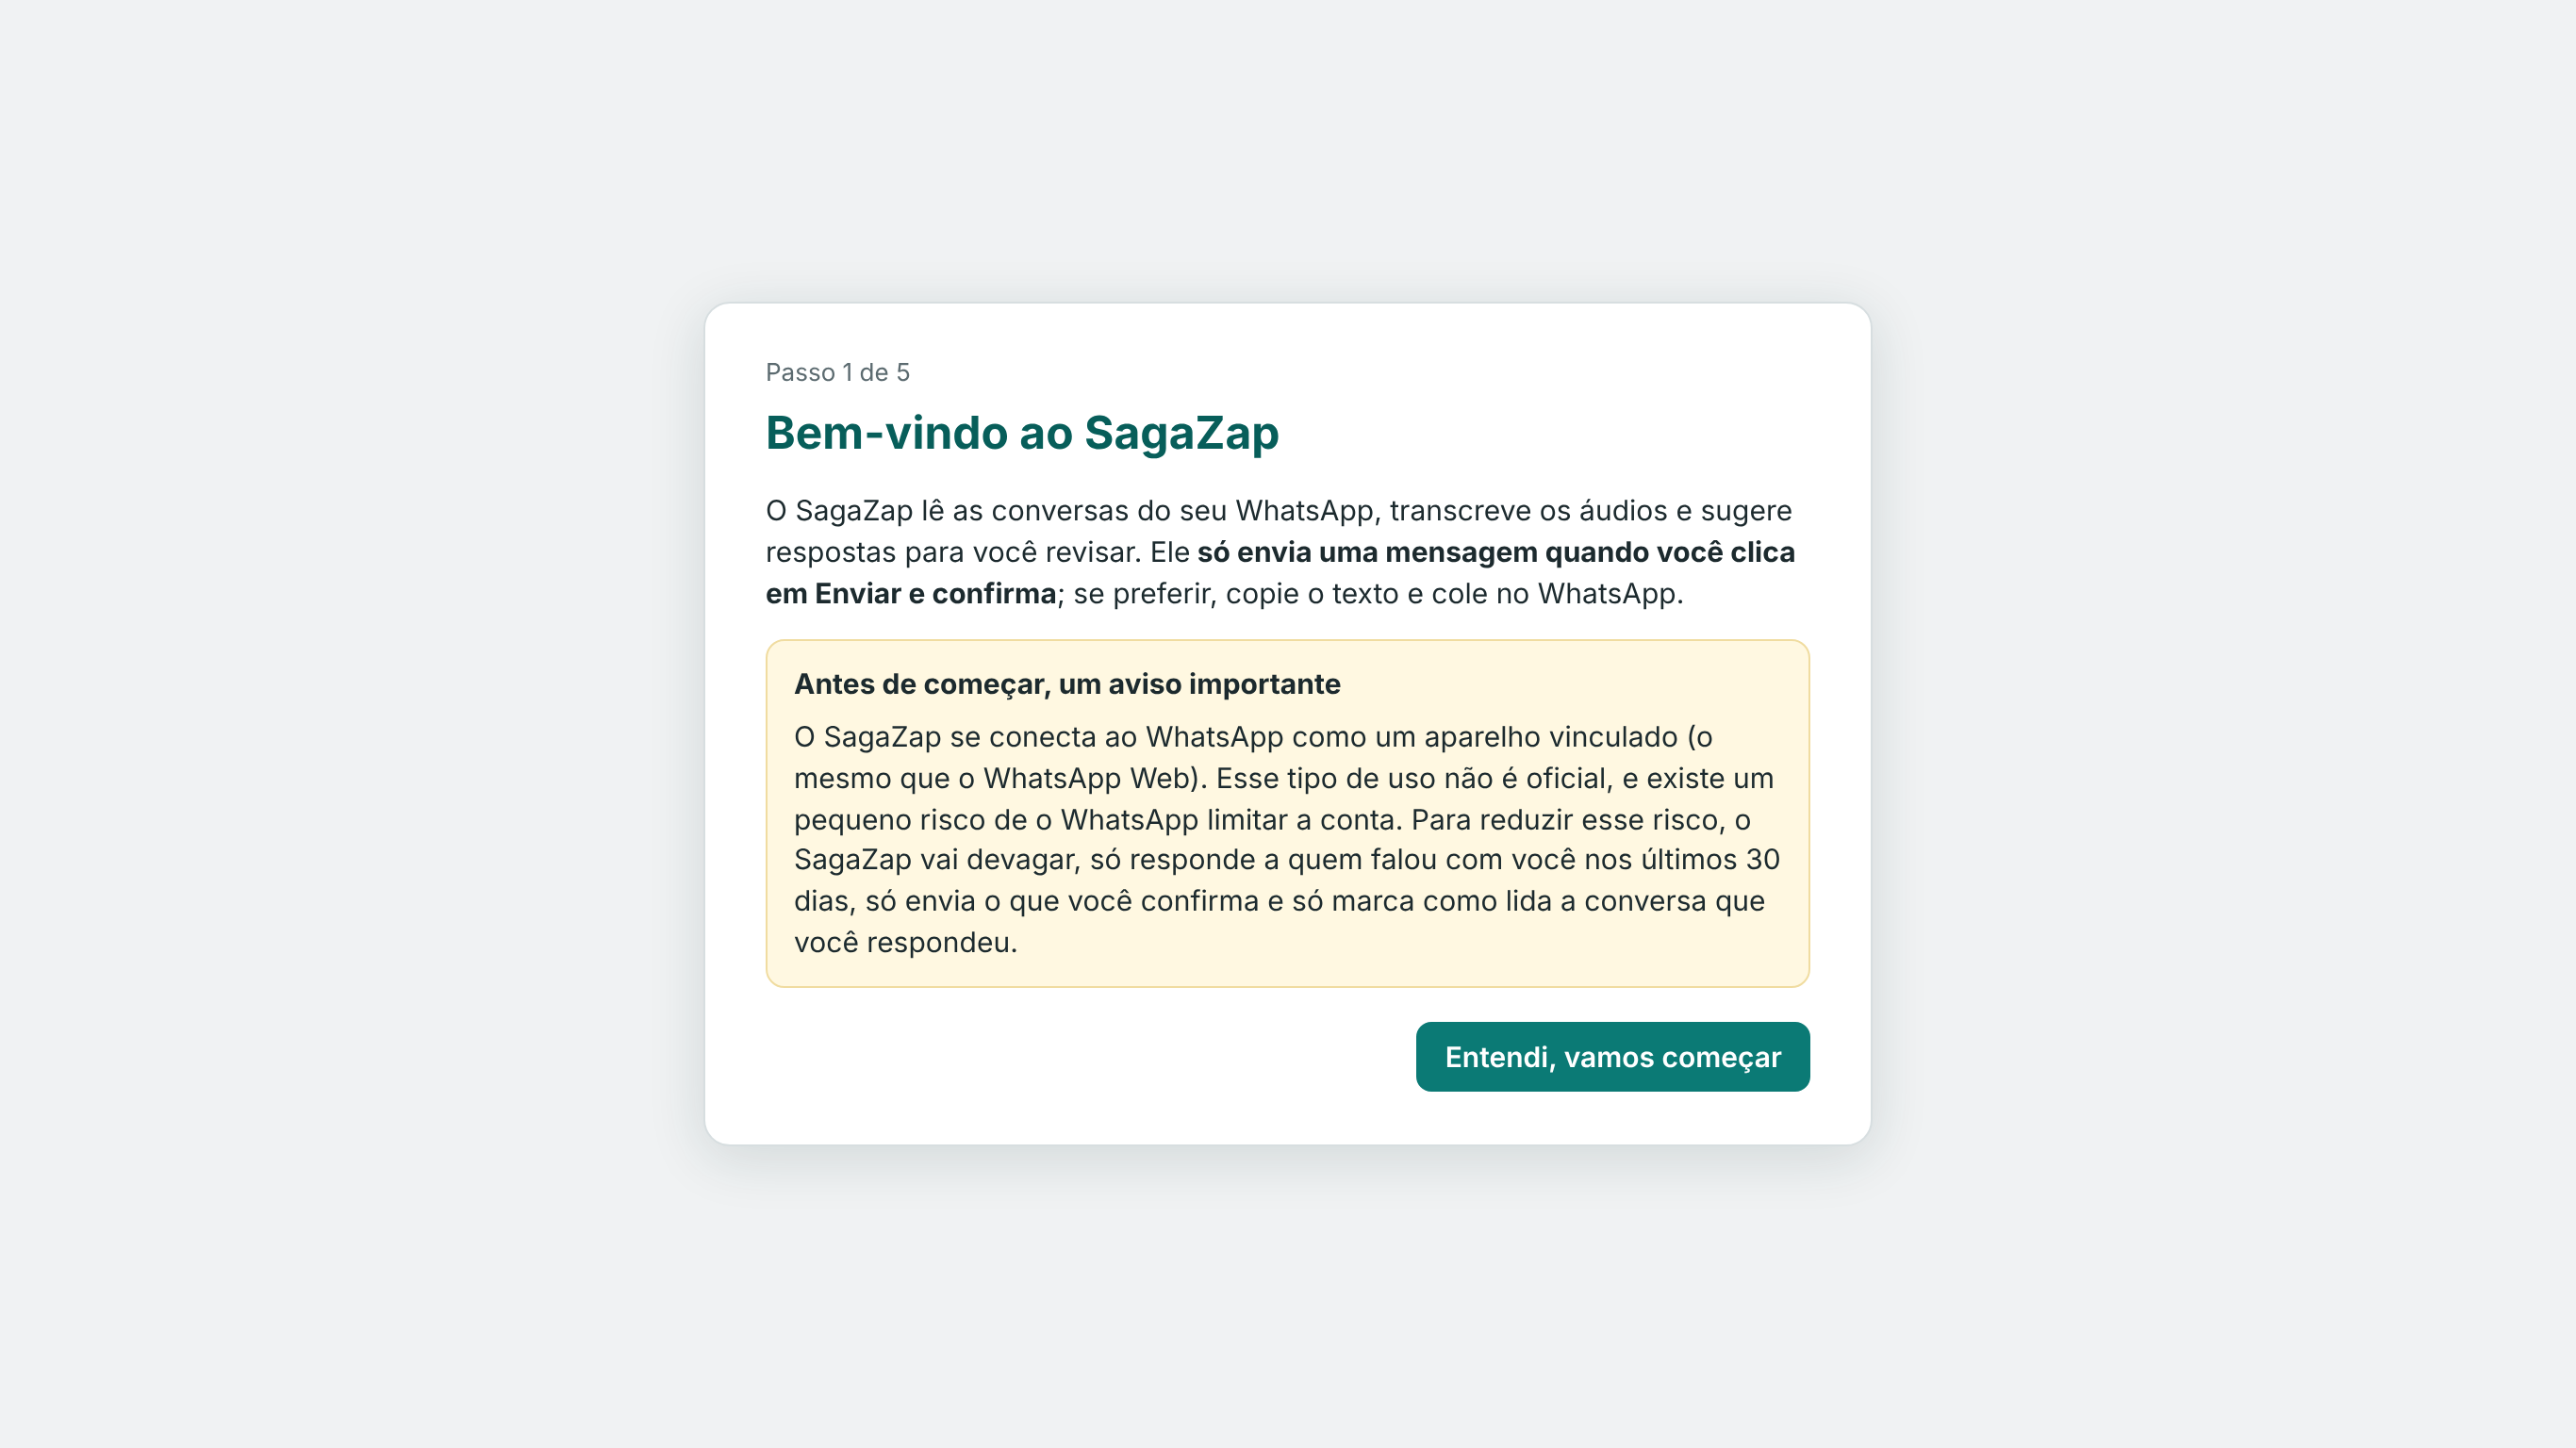 Passo 1 de 5
Bem-vindo ao SagaZap
O SagaZap lê as conversas do seu WhatsApp, transcreve os áudios e sugere
respostas para você revisar. Ele só envia uma mensagem quando você clica
em Enviar e confirma; se preferir, copie o texto e cole no WhatsApp.
Antes de começar, um aviso importante
O SagaZap se conecta ao WhatsApp como um aparelho vinculado (o
mesmo que o WhatsApp Web). Esse tipo de uso não é oficial, e existe um
pequeno risco de o WhatsApp limitar a conta. Para reduzir esse risco, o
SagaZap vai devagar, só responde a quem falou com você nos últimos 30
dias, só envia o que você confirma e só marca como lida a conversa que
você respondeu.
Entendi, vamos começar